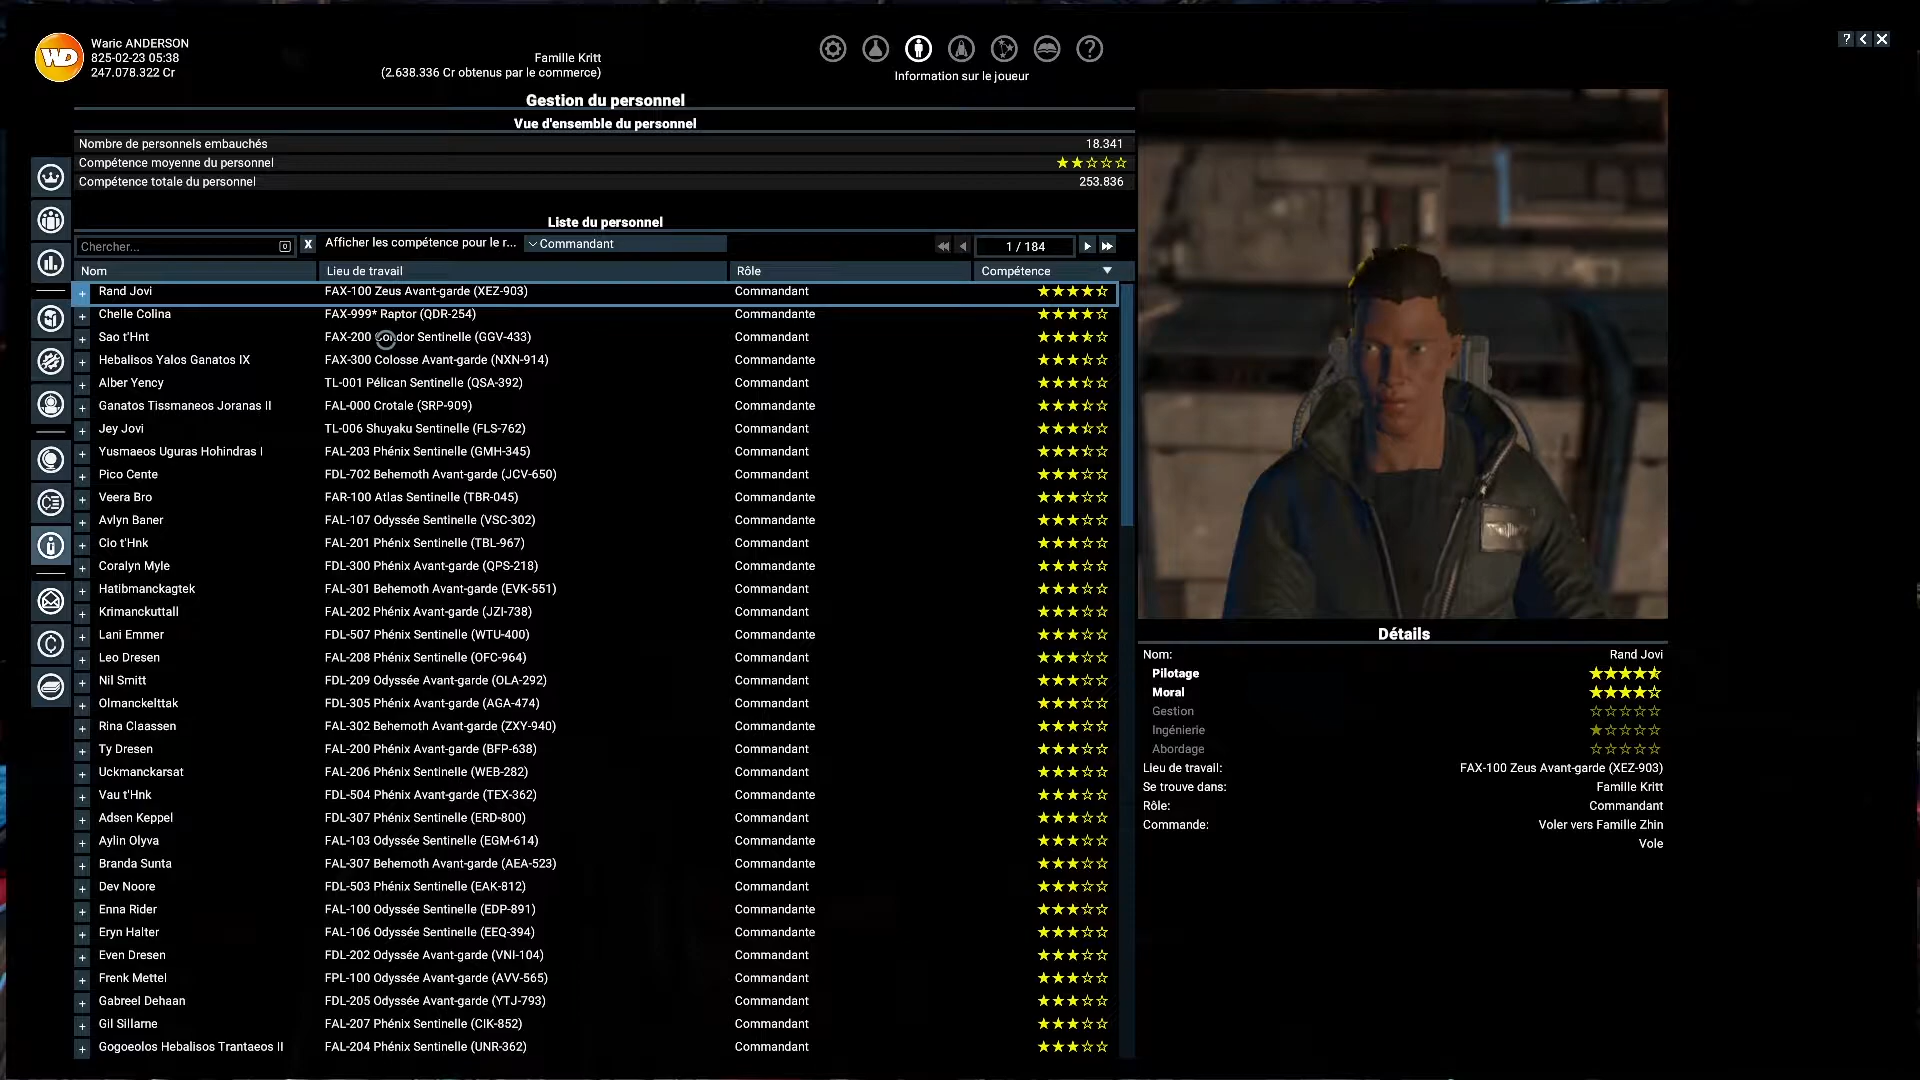 WD
Waric ANDERSON
825-02-23 05:38
247.078.322 Cr
Famille Kritt
(2.638.336 Cr obtenus par le commerce)
Information sur le joueur
Gestion du personnel
Vue d'ensemble du personnel
Nombre de personnels embauchés 18.341
Compétence moyenne du personnel
Compétence totale du personnel 253.836
Liste du personnel
Chercher... X Afficher les compétence pour le r... Commandant 1 / 184
Nom Lieu de travail Rôle Compétence
Rand Jovi FAX-100 Zeus Avant-garde (XEZ-903) Commandant
Chelle Colina FAX-999* Raptor (QDR-254) Commandante
Sao t'Hnt FAX-200 Condor Sentinelle (GGV-433) Commandant
Hebalisos Yalos Ganatos IX FAX-300 Colosse Avant-garde (NXN-914) Commandant
Alber Yency TL-001 Pélican Sentinelle (QSA-392) Commandant
Ganatos Tissmaneos Joranas II FAL-000 Crotale (SRP-909) Commandante
Jey Jovi TL-006 Shuyaku Sentinelle (FLS-762) Commandant
Yusmaeos Uguras Hohindras I FAL-203 Phénix Sentinelle (GMH-345) Commandant
Pico Cente FDL-702 Behemoth Avant-garde (JCV-650) Commandant
Veera Bro FAR-100 Atlas Sentinelle (TBR-045) Commandante
Avlyn Baner FAL-107 Odyssée Sentinelle (VSC-302) Commandante
Clo t'Hnk FAL-201 Phénix Sentinelle (TBL-967) Commandant
Coralyn Myle FDL-300 Phénix Avant-garde (QPS-218) Commandante
Hatibmanckagtek FAL-301 Behemoth Avant-garde (EVK-551) Commandant
Krimanckuttall FAL-202 Phénix Avant-garde (JZI-738) Commandant
Lani Emmer FDL-507 Phénix Sentinelle (WTU-400) Commandante
Leo Dresen FAL-208 Phénix Sentinelle (OFC-964) Commandant
Nil Smitt FDL-209 Odyssée Avant-garde (OLA-292) Commandant
Olmanckelttak FDL-305 Phénix Avant-garde (AGA-474) Commandant
Rina Claassen FAL-302 Behemoth Avant-garde (ZXY-940) Commandante
Ty Dresen FAL-200 Phénix Avant-garde (BFP-638) Commandant
Uckmanckarsat FAL-206 Phénix Sentinelle (WEB-282) Commandant
Vau t'Hnk FDL-504 Phénix Avant-garde (TEX-362) Commandant
Adsen Keppel FDL-307 Phénix Sentinelle (ERD-800) Commandant
Aylin Olyva FAL-103 Odyssée Sentinelle (EGM-614) Commandante
Branda Sunta FAL-307 Behemoth Avant-garde (AEA-523) Commandante
Dev Noore FDL-503 Phénix Sentinelle (EAK-812) Commandant
Enna Rider FAL-100 Odyssée Sentinelle (EDP-891) Commandante
Eryn Halter FAL-106 Odyssée Sentinelle (EEQ-394) Commandante
Even Dresen FDL-202 Odyssée Avant-garde (VNI-104) Commandant
Frenk Mettel FPL-100 Odyssée Avant-garde (AVV-565) Commandant
Gabreel Dehaan FDL-205 Odyssée Avant-garde (YTJ-793) Commandant
Gil Sillarne FAL-207 Phénix Sentinelle (CIK-852) Commandant
Gogoeolos Hebalisos Trantaeos II FAL-204 Phénix Sentinelle (UNR-362) Commandant
Détails
Nom: Rand Jovi
Pilotage
Moral
Gestion
Ingénierie
Abordage
Lieu de travail: FAX-100 Zeus Avant-garde (XEZ-903)
Se trouve dans: Famille Kritt
Rôle: Commandant
Commande: Voler vers Famille Zhin
Vole